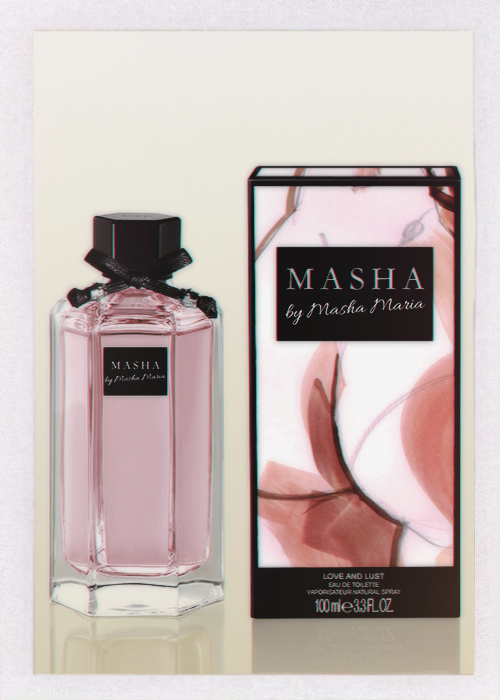 MASHA
by Masha Maria
MASHA
by Masha Maria
LOVE AND LUST
EAU DE TOILETTE
VAPORISATEUR NATURAL SPRAY
100 ml e 3.3 FL.OZ